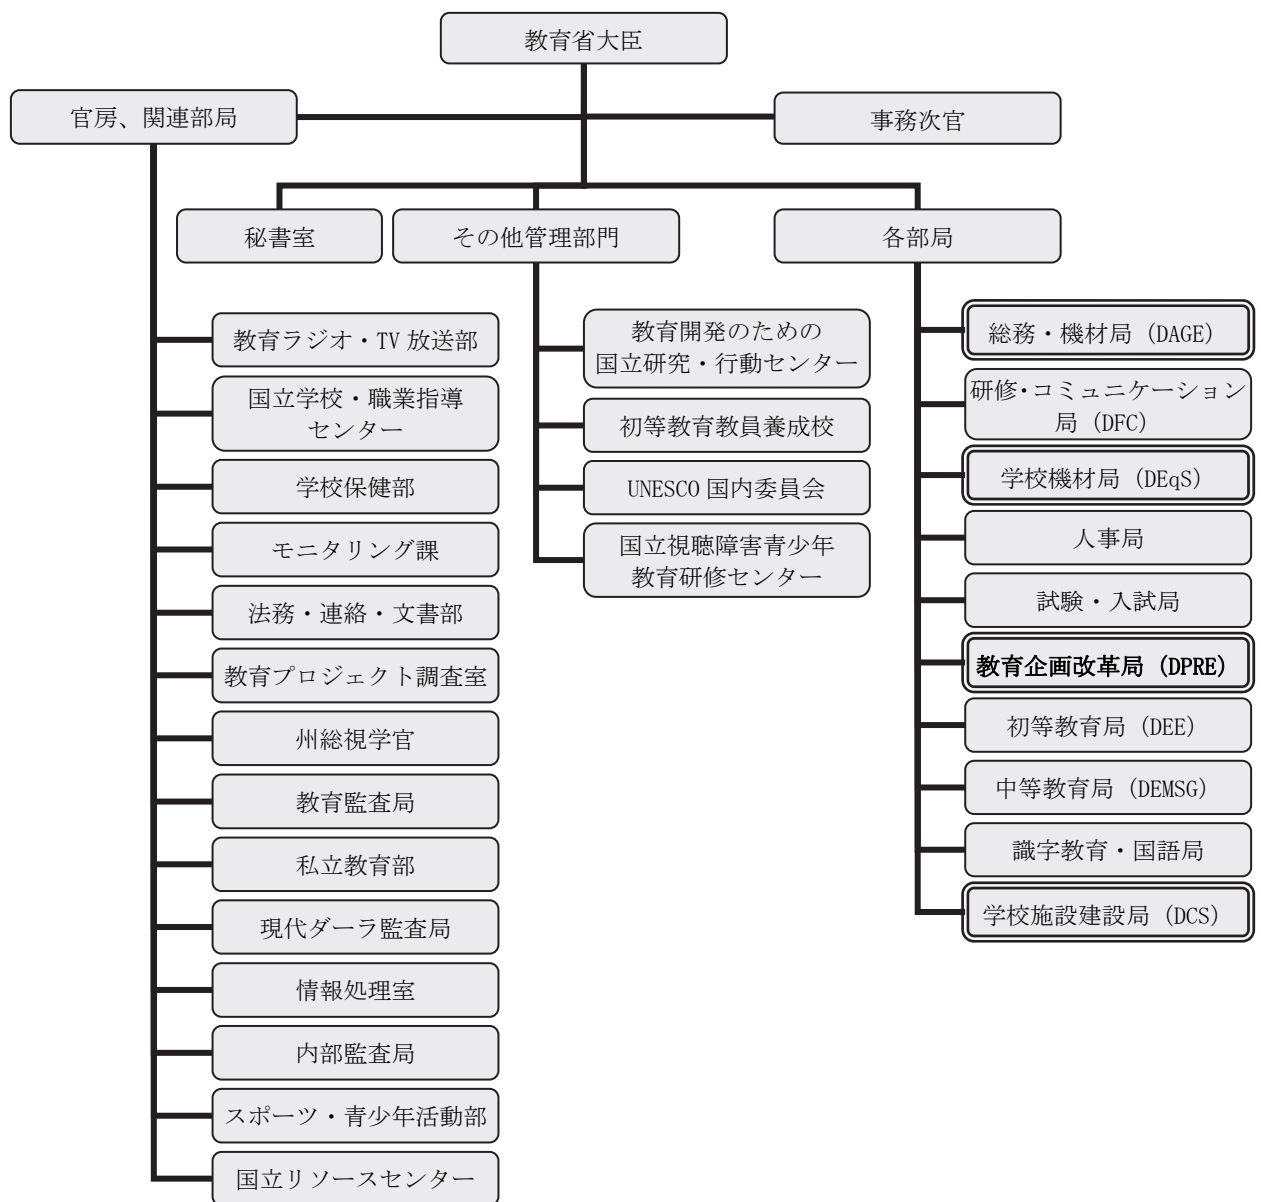 教育省大臣
官房、関連部局
事務次官
秘書室
その他管理部門
各部局
教育ラジオ・TV 放送部
国立学校・職業指導
センター
学校保健部
モニタリング課
法務・連絡・文書部
教育プロジェクト調査室
州総視学官
教育監査局
私立教育部
現代ダーラ監査局
情報処理室
内部監査局
スポーツ・青少年活動部
国立リソースセンター
教育開発のための
国立研究・行動センター
初等教育教員養成校
UNESCO 国内委員会
国立視聴障害青少年
教育研修センター
総務・機材局 (DAGE)
研修・コミュニケーション
局 (DFC)
学校機材局 (DEqS)
人事局
試験・入試局
教育企画改革局 (DPRE)
初等教育局 (DEE)
中等教育局 (DEMSG)
識字教育・国語局
学校施設建設局 (DCS)